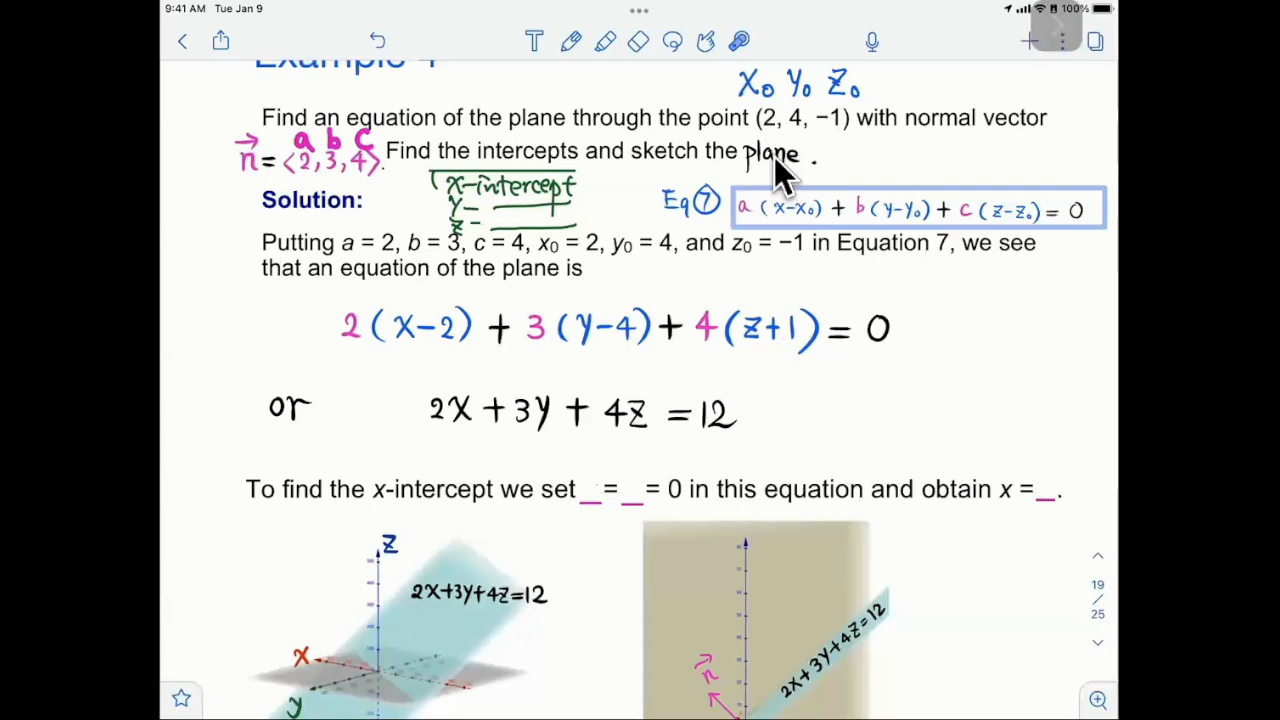 9:41 AM Tue Jan 9
100%
Example 4
x₀ y₀ z₀
Find an equation of the plane through the point (2, 4, −1) with normal vector
a b c
n = <2,3,4>. Find the intercepts and sketch the plane.
x-intercept
y-
z-
Solution:
Eq 7 a (x-x₀) + b(y-y₀) + c(z-z₀) = 0
Putting a = 2, b = 3, c = 4, x₀ = 2, y₀ = 4, and z₀ = −1 in Equation 7, we see
that an equation of the plane is
2(x-2) + 3(y-4) + 4(z+1) = 0
or 2x + 3y + 4z = 12
To find the x-intercept we set _ = _ = 0 in this equation and obtain x = _.
z
2x+3y+4z=12
x
y
2x+3y+4z=12
n
19
/
25